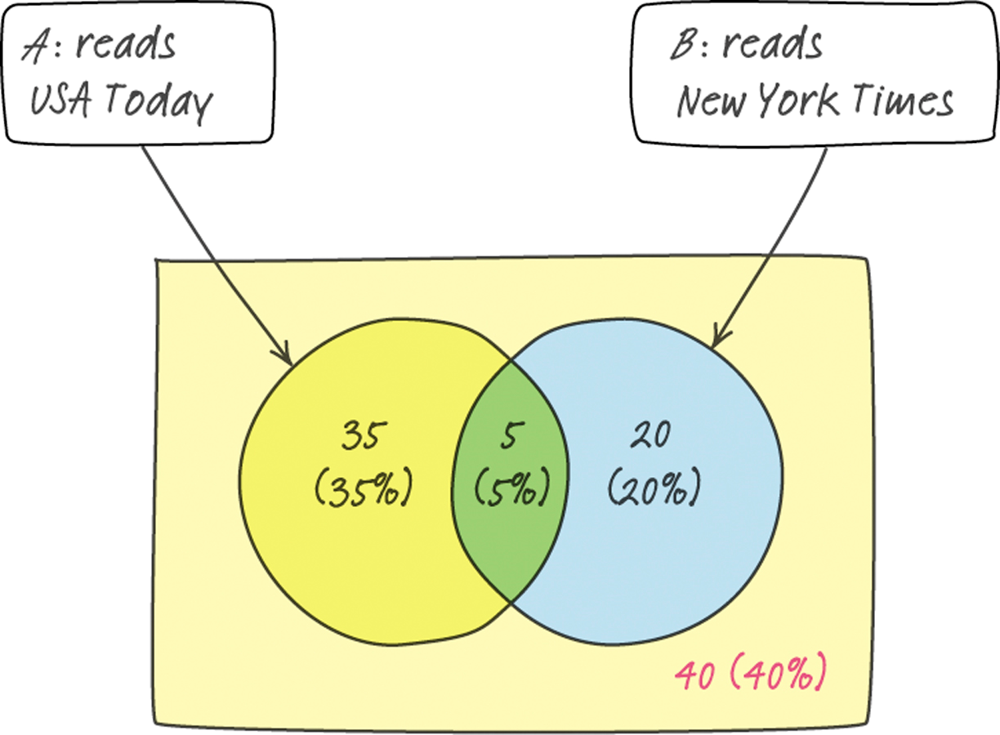 A: reads
USA Today
B: reads
New York Times
35
(35%)
5
(5%)
20
(20%)
40 (40%)